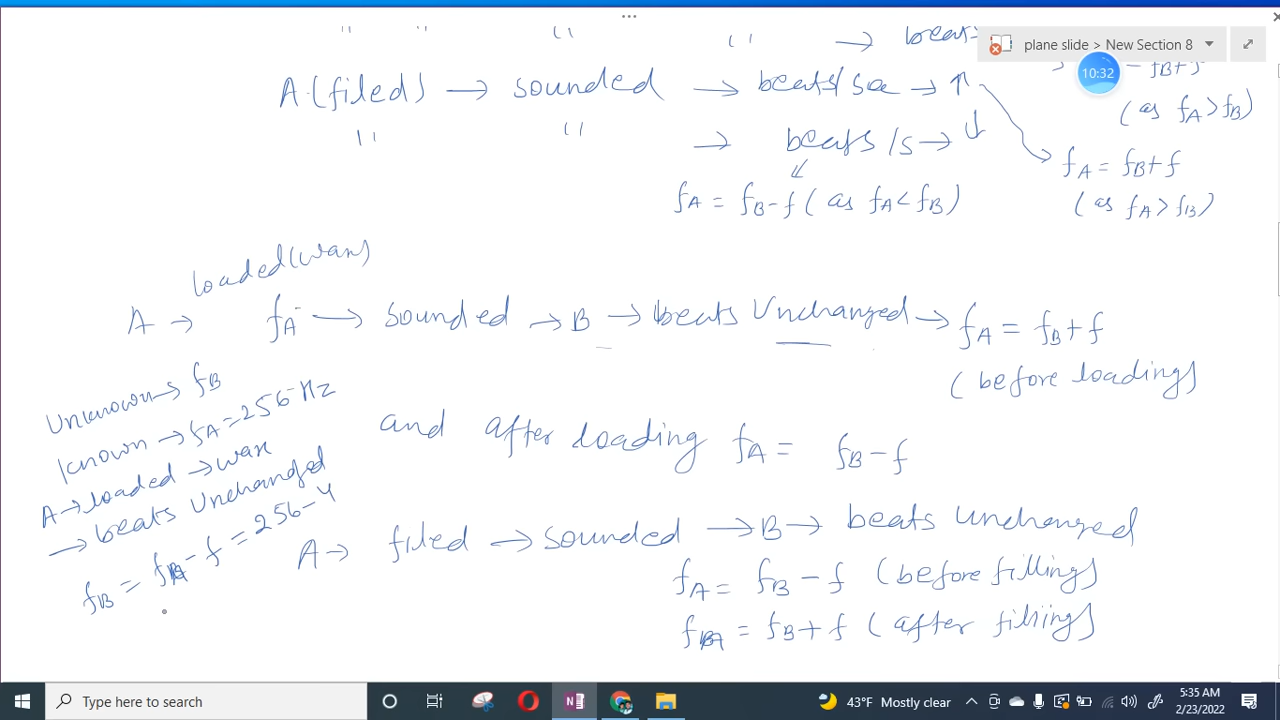 → beats
plane slide > New Section 8
10:32
A (filed) → sounded → beats/sec → ↑
- fB+f
(as fA>fB)
" " → beats/s → ↓
fA = fB+f
(as fA>fB)
fA = fB-f (as fA<fB)
loaded(wax)
A → fA → sounded → B → beats Unchanged → fA = fB+f
(before loading)
Unknown → fB
known → fA=256 Hz
A → loaded → wax
→ beats Unchanged
fB = fA - f = 256-4
and after loading fA = fB-f
A → filed → sounded → B → beats unchanged
fA = fB - f (before filling)
fA = fB + f (after filing)
Type here to search
43°F Mostly clear
5:35 AM
2/23/2022